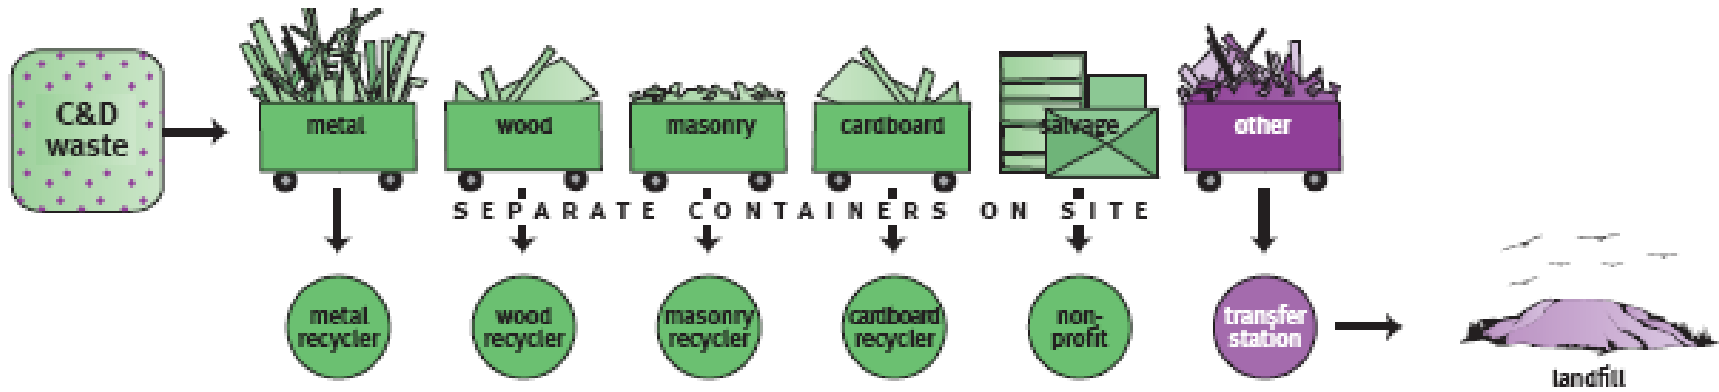 C&D
waste
metal
wood
masonry
cardboard
salvage
other
SEPARATE CONTAINERS ON SITE
metal
recycler
wood
recycler
masonry
recycler
cardboard
recycler
non-
profit
transfer
station
landfill